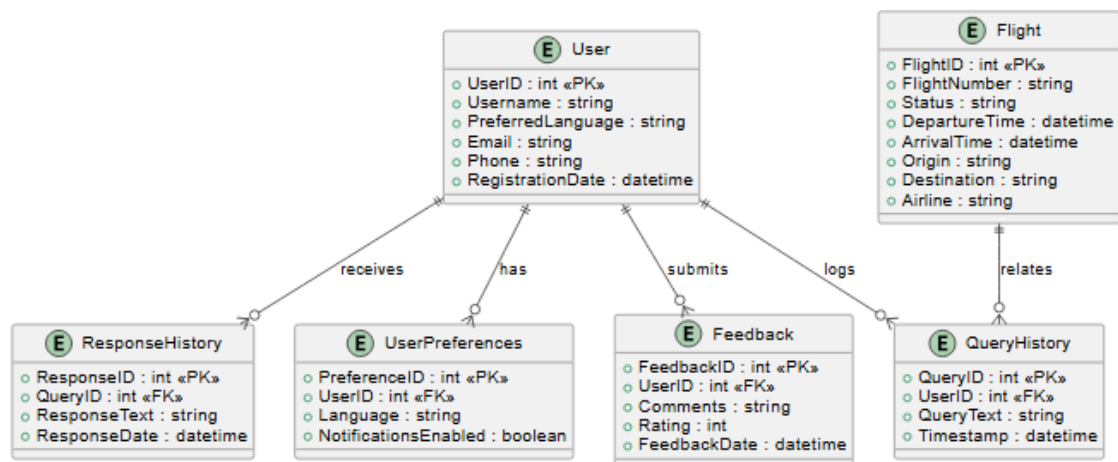 E User
UserID : int «PK»
Username : string
PreferredLanguage : string
Email : string
Phone : string
RegistrationDate : datetime
E Flight
FlightID : int «PK»
FlightNumber : string
Status : string
DepartureTime : datetime
ArrivalTime : datetime
Origin : string
Destination : string
Airline : string
receives
has
submits
logs
relates
E ResponseHistory
ResponseID : int «PK»
QueryID : int «FK»
ResponseText : string
ResponseDate : datetime
E UserPreferences
PreferenceID : int «PK»
UserID : int «FK»
Language : string
NotificationsEnabled : boolean
E Feedback
FeedbackID : int «PK»
UserID : int «FK»
Comments : string
Rating : int
FeedbackDate : datetime
E QueryHistory
QueryID : int «PK»
UserID : int «FK»
QueryText : string
Timestamp : datetime